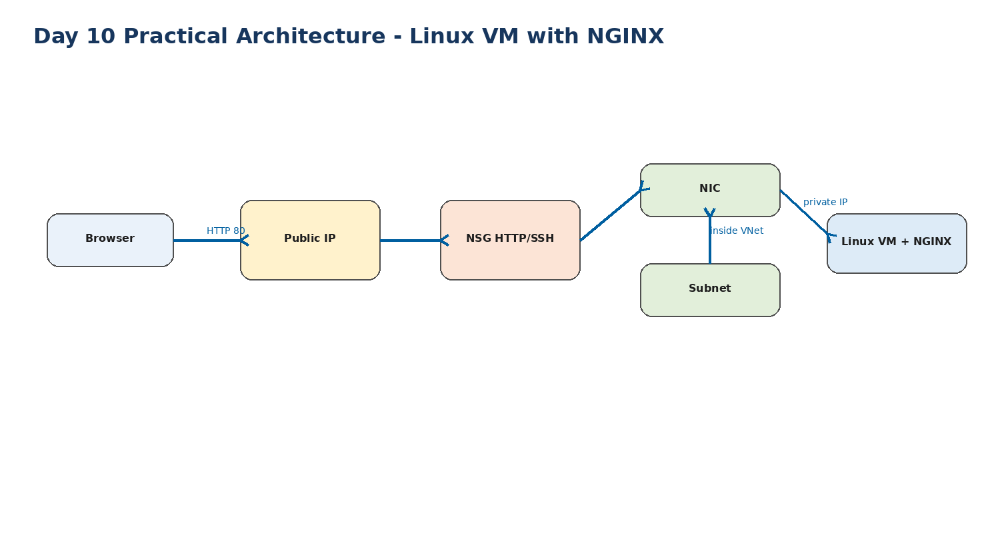 Day 10 Practical Architecture - Linux VM with NGINX
Browser
HTTP 80
Public IP
NSG HTTP/SSH
NIC
inside VNet
Subnet
private IP
Linux VM + NGINX